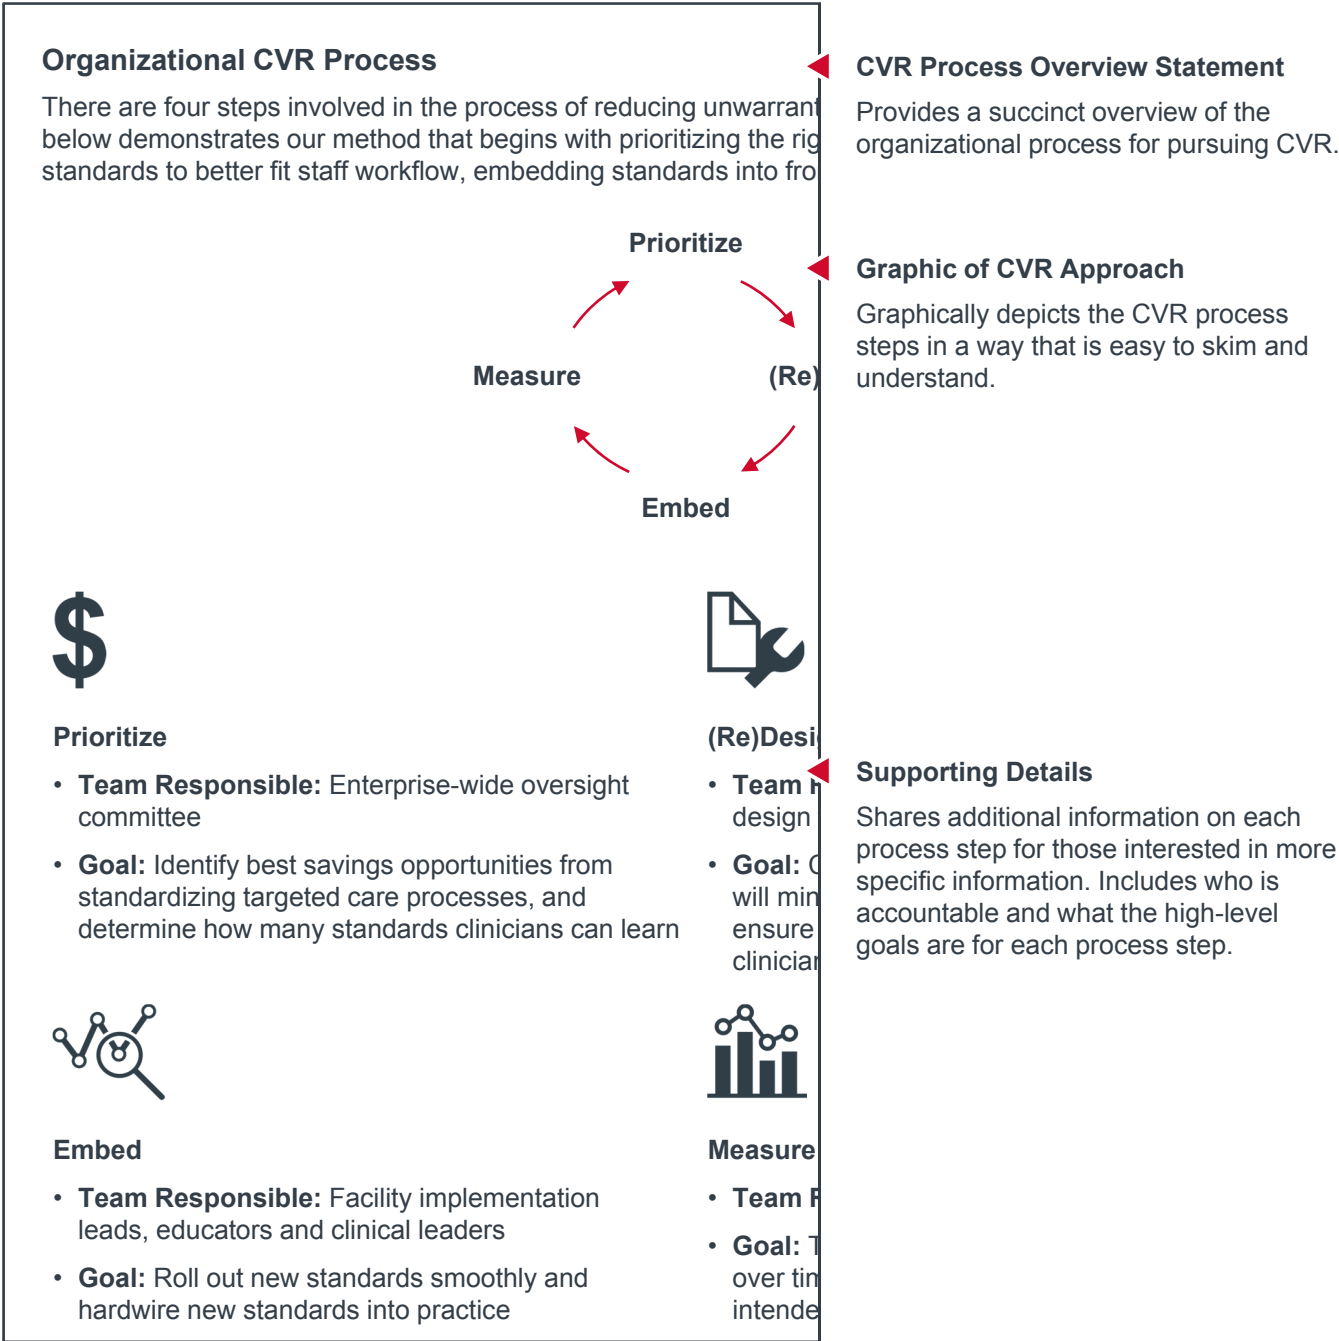 Organizational CVR Process
There are four steps involved in the process of reducing unwarrant
below demonstrates our method that begins with prioritizing the rig
standards to better fit staff workflow, embedding standards into fro
Prioritize
Measure
(Re)
Embed
Prioritize
• Team Responsible: Enterprise-wide oversight
committee
• Goal: Identify best savings opportunities from
standardizing targeted care processes, and
determine how many standards clinicians can learn
(Re)Desi
• Team
design
• Goal:
will min
ensure
clinician
Embed
• Team Responsible: Facility implementation
leads, educators and clinical leaders
• Goal: Roll out new standards smoothly and
hardwire new standards into practice
Measure
• Team
• Goal: T
over tim
intende
CVR Process Overview Statement
Provides a succinct overview of the
organizational process for pursuing CVR.
Graphic of CVR Approach
Graphically depicts the CVR process
steps in a way that is easy to skim and
understand.
Supporting Details
Shares additional information on each
process step for those interested in more
specific information. Includes who is
accountable and what the high-level
goals are for each process step.